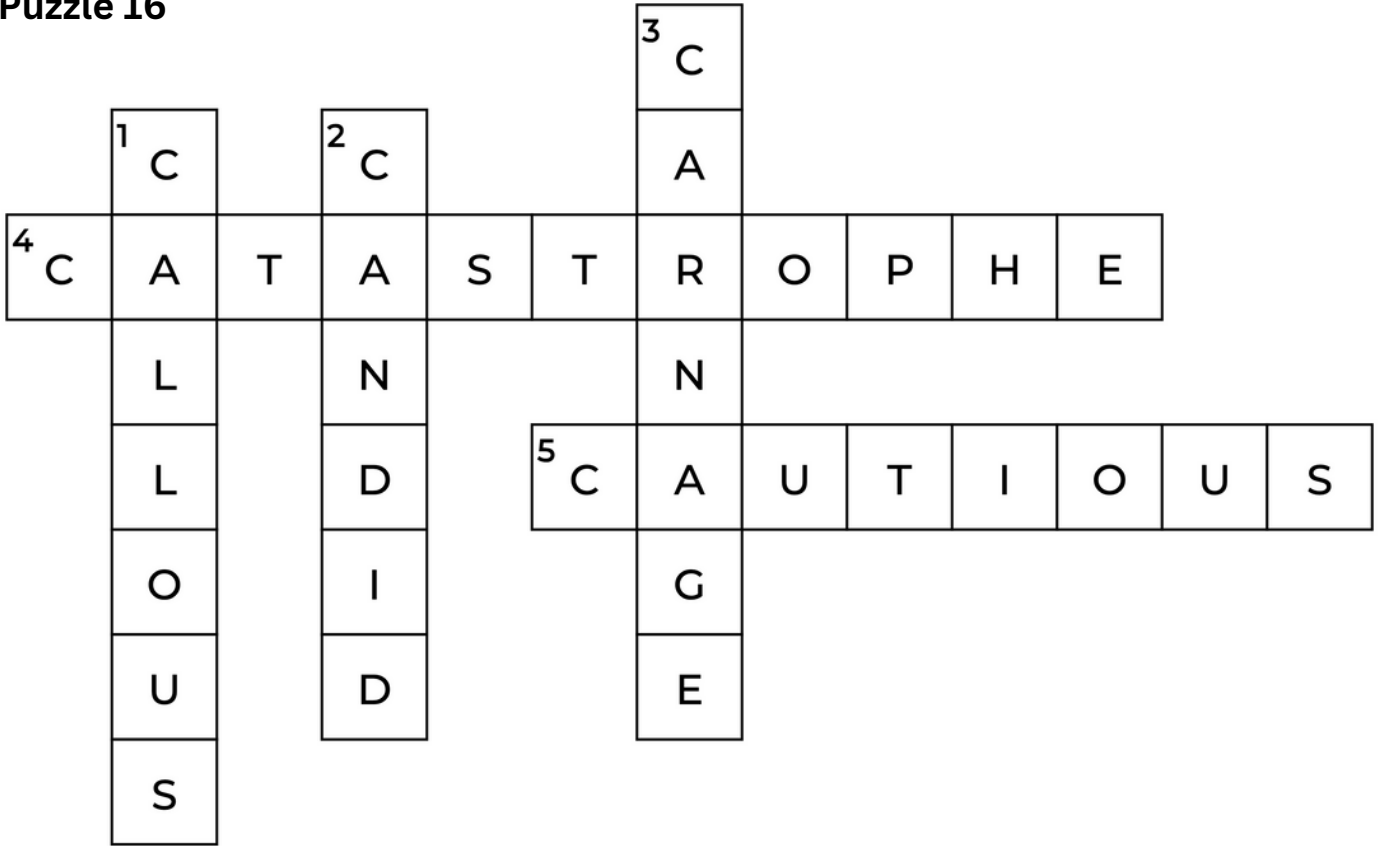 Puzzle 16
3 C
1 C 2 C A
4 C A T A S T R O P H E
L N N
L D 5 C A U T I O U S
O I G
U D E
S